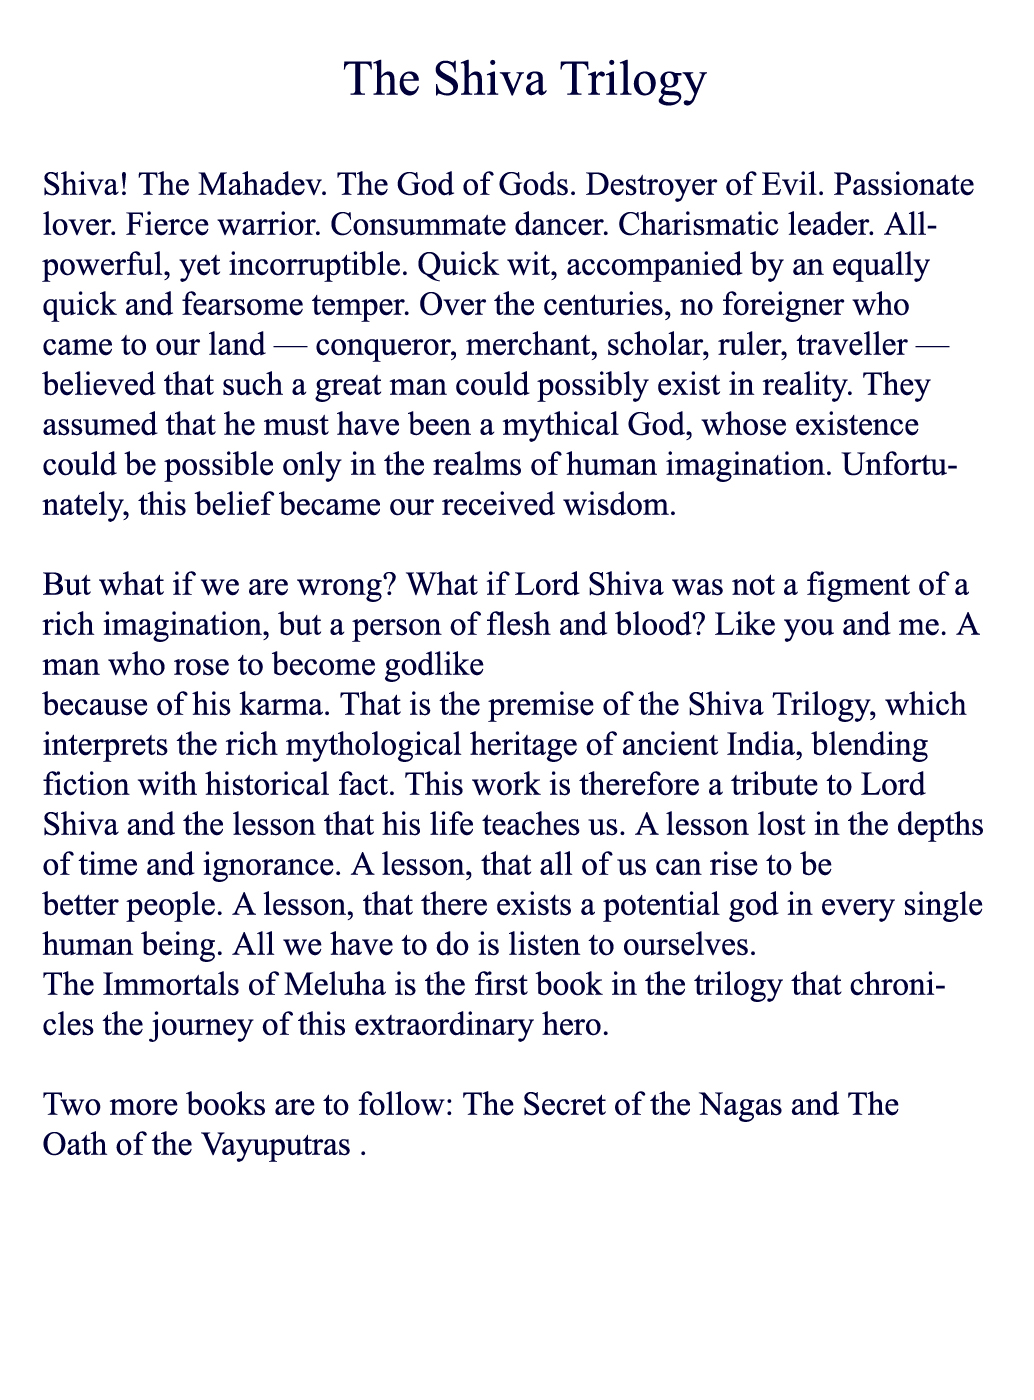 The Shiva Trilogy
Shiva! The Mahadev. The God of Gods. Destroyer of Evil. Passionate
lover. Fierce warrior. Consummate dancer. Charismatic leader. All-
powerful, yet incorruptible. Quick wit, accompanied by an equally
quick and fearsome temper. Over the centuries, no foreigner who
came to our land — conqueror, merchant, scholar, ruler, traveller —
believed that such a great man could possibly exist in reality. They
assumed that he must have been a mythical God, whose existence
could be possible only in the realms of human imagination. Unfortu-
nately, this belief became our received wisdom.
But what if we are wrong? What if Lord Shiva was not a figment of a
rich imagination, but a person of flesh and blood? Like you and me. A
man who rose to become godlike
because of his karma. That is the premise of the Shiva Trilogy, which
interprets the rich mythological heritage of ancient India, blending
fiction with historical fact. This work is therefore a tribute to Lord
Shiva and the lesson that his life teaches us. A lesson lost in the depths
of time and ignorance. A lesson, that all of us can rise to be
better people. A lesson, that there exists a potential god in every single
human being. All we have to do is listen to ourselves.
The Immortals of Meluha is the first book in the trilogy that chroni-
cles the journey of this extraordinary hero.
Two more books are to follow: The Secret of the Nagas and The
Oath of the Vayuputras .